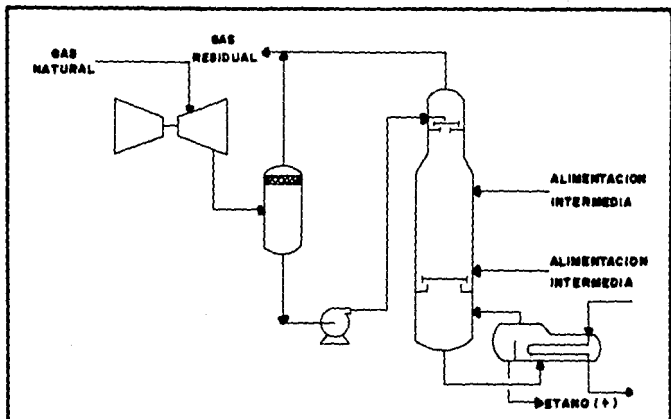 GAS
NATURAL
GAS
RESIDUAL
ALIMENTACION
INTERMEDIA
ALIMENTACION
INTERMEDIA
ETANO (+)